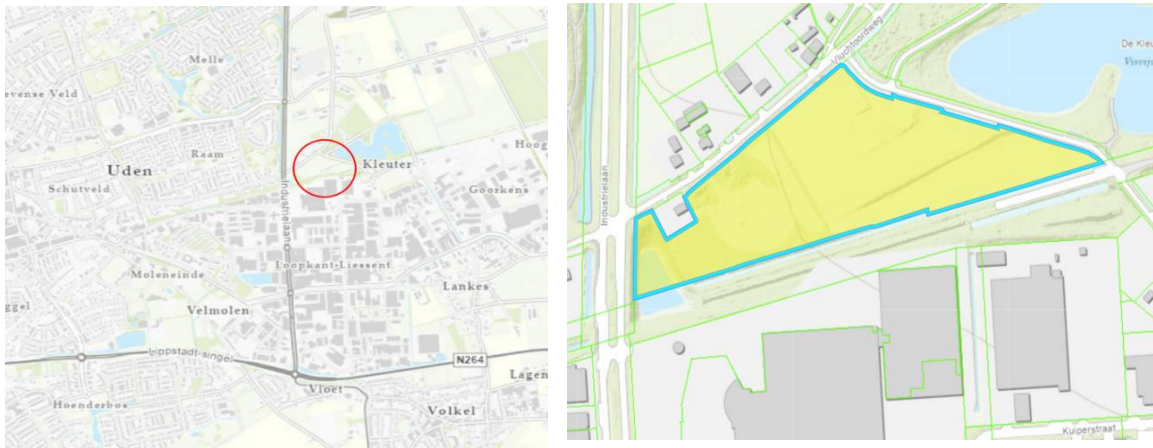 Melle
evense Veld
Raam
Uden
Schutveld
Kleuter
Hoog
Goorkens
Industrielaan
Loopkant-Liessent
Moleneinde
Lankes
ggel
Velmolen
Lippstadt-singel
N264
Vloet
Lagen
Hoenderbos
Volkel
Vluchtoordweg
De Kleu
Visvij
Industrielaan
Kuiperstraat